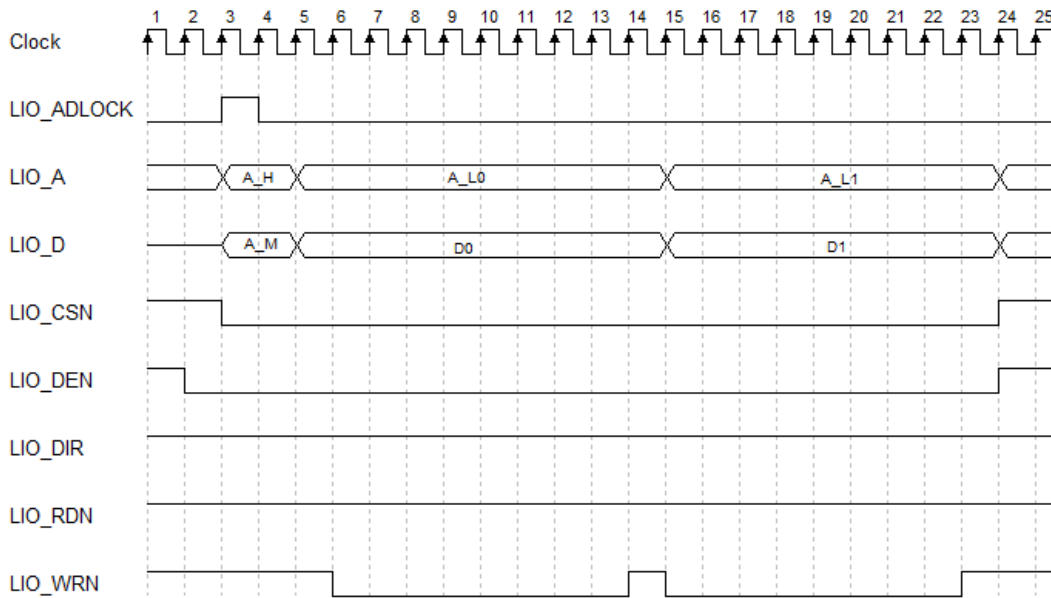 1 2 3 4 5 6 7 8 9 10 11 12 13 14 15 16 17 18 19 20 21 22 23 24 25
Clock
LIO_ADLOCK
LIO_A A_H A_L0 A_L1
LIO_D A_M D0 D1
LIO_CSN
LIO_DEN
LIO_DIR
LIO_RDN
LIO_WRN